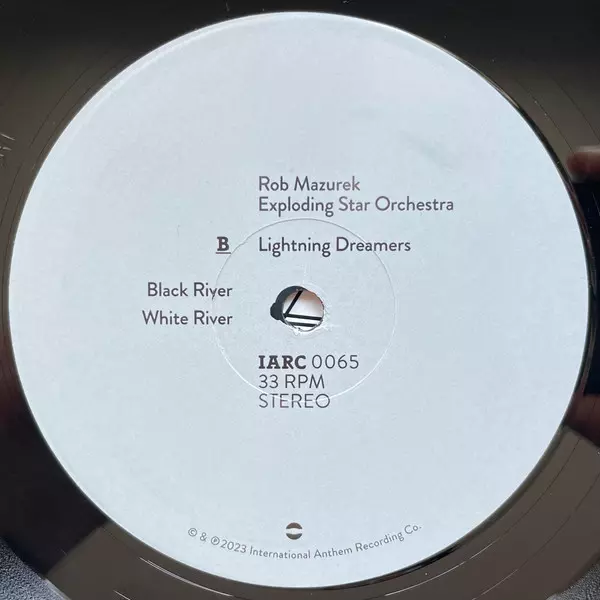 Rob Mazurek
Exploding Star Orchestra
B Lightning Dreamers
Black River
White River
IARC 0065
33 RPM
STEREO
© & ℗ 2023 International Anthem Recording Co.